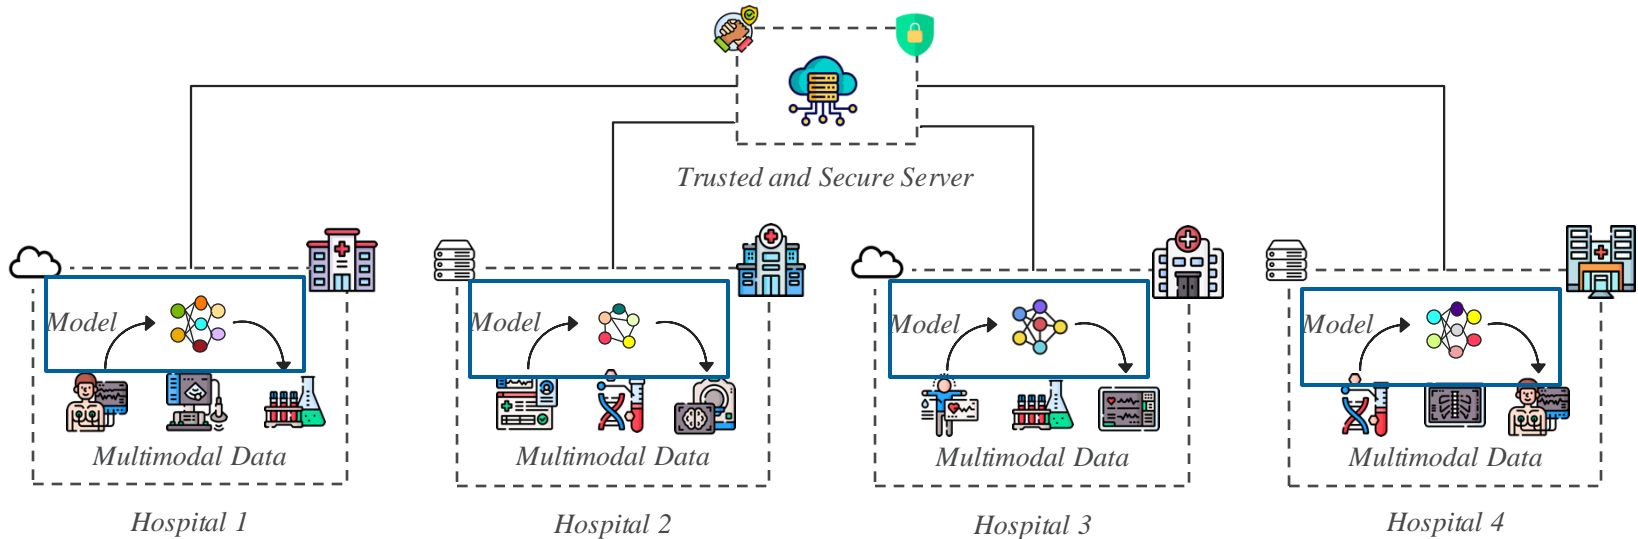 Trusted and Secure Server
Model
Model
Model
Model
Multimodal Data
Multimodal Data
Multimodal Data
Multimodal Data
Hospital 1
Hospital 2
Hospital 3
Hospital 4